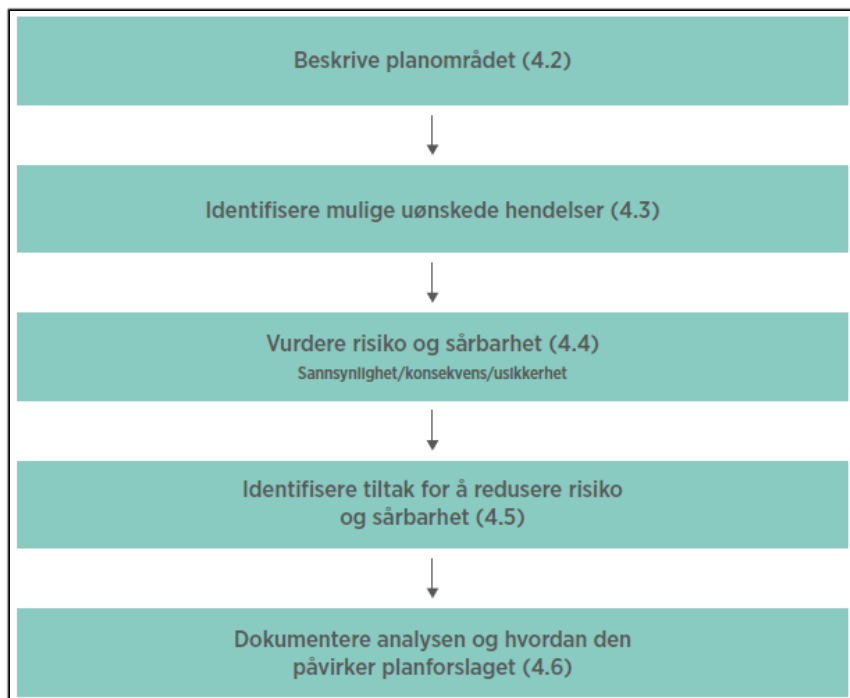 Beskrive planområdet (4.2)
Identifisere mulige uønskede hendelser (4.3)
Vurdere risiko og sårbarhet (4.4)
Sannsynlighet/konsekvens/usikkerhet
Identifisere tiltak for å redusere risiko
og sårbarhet (4.5)
Dokumentere analysen og hvordan den
påvirker planforslaget (4.6)